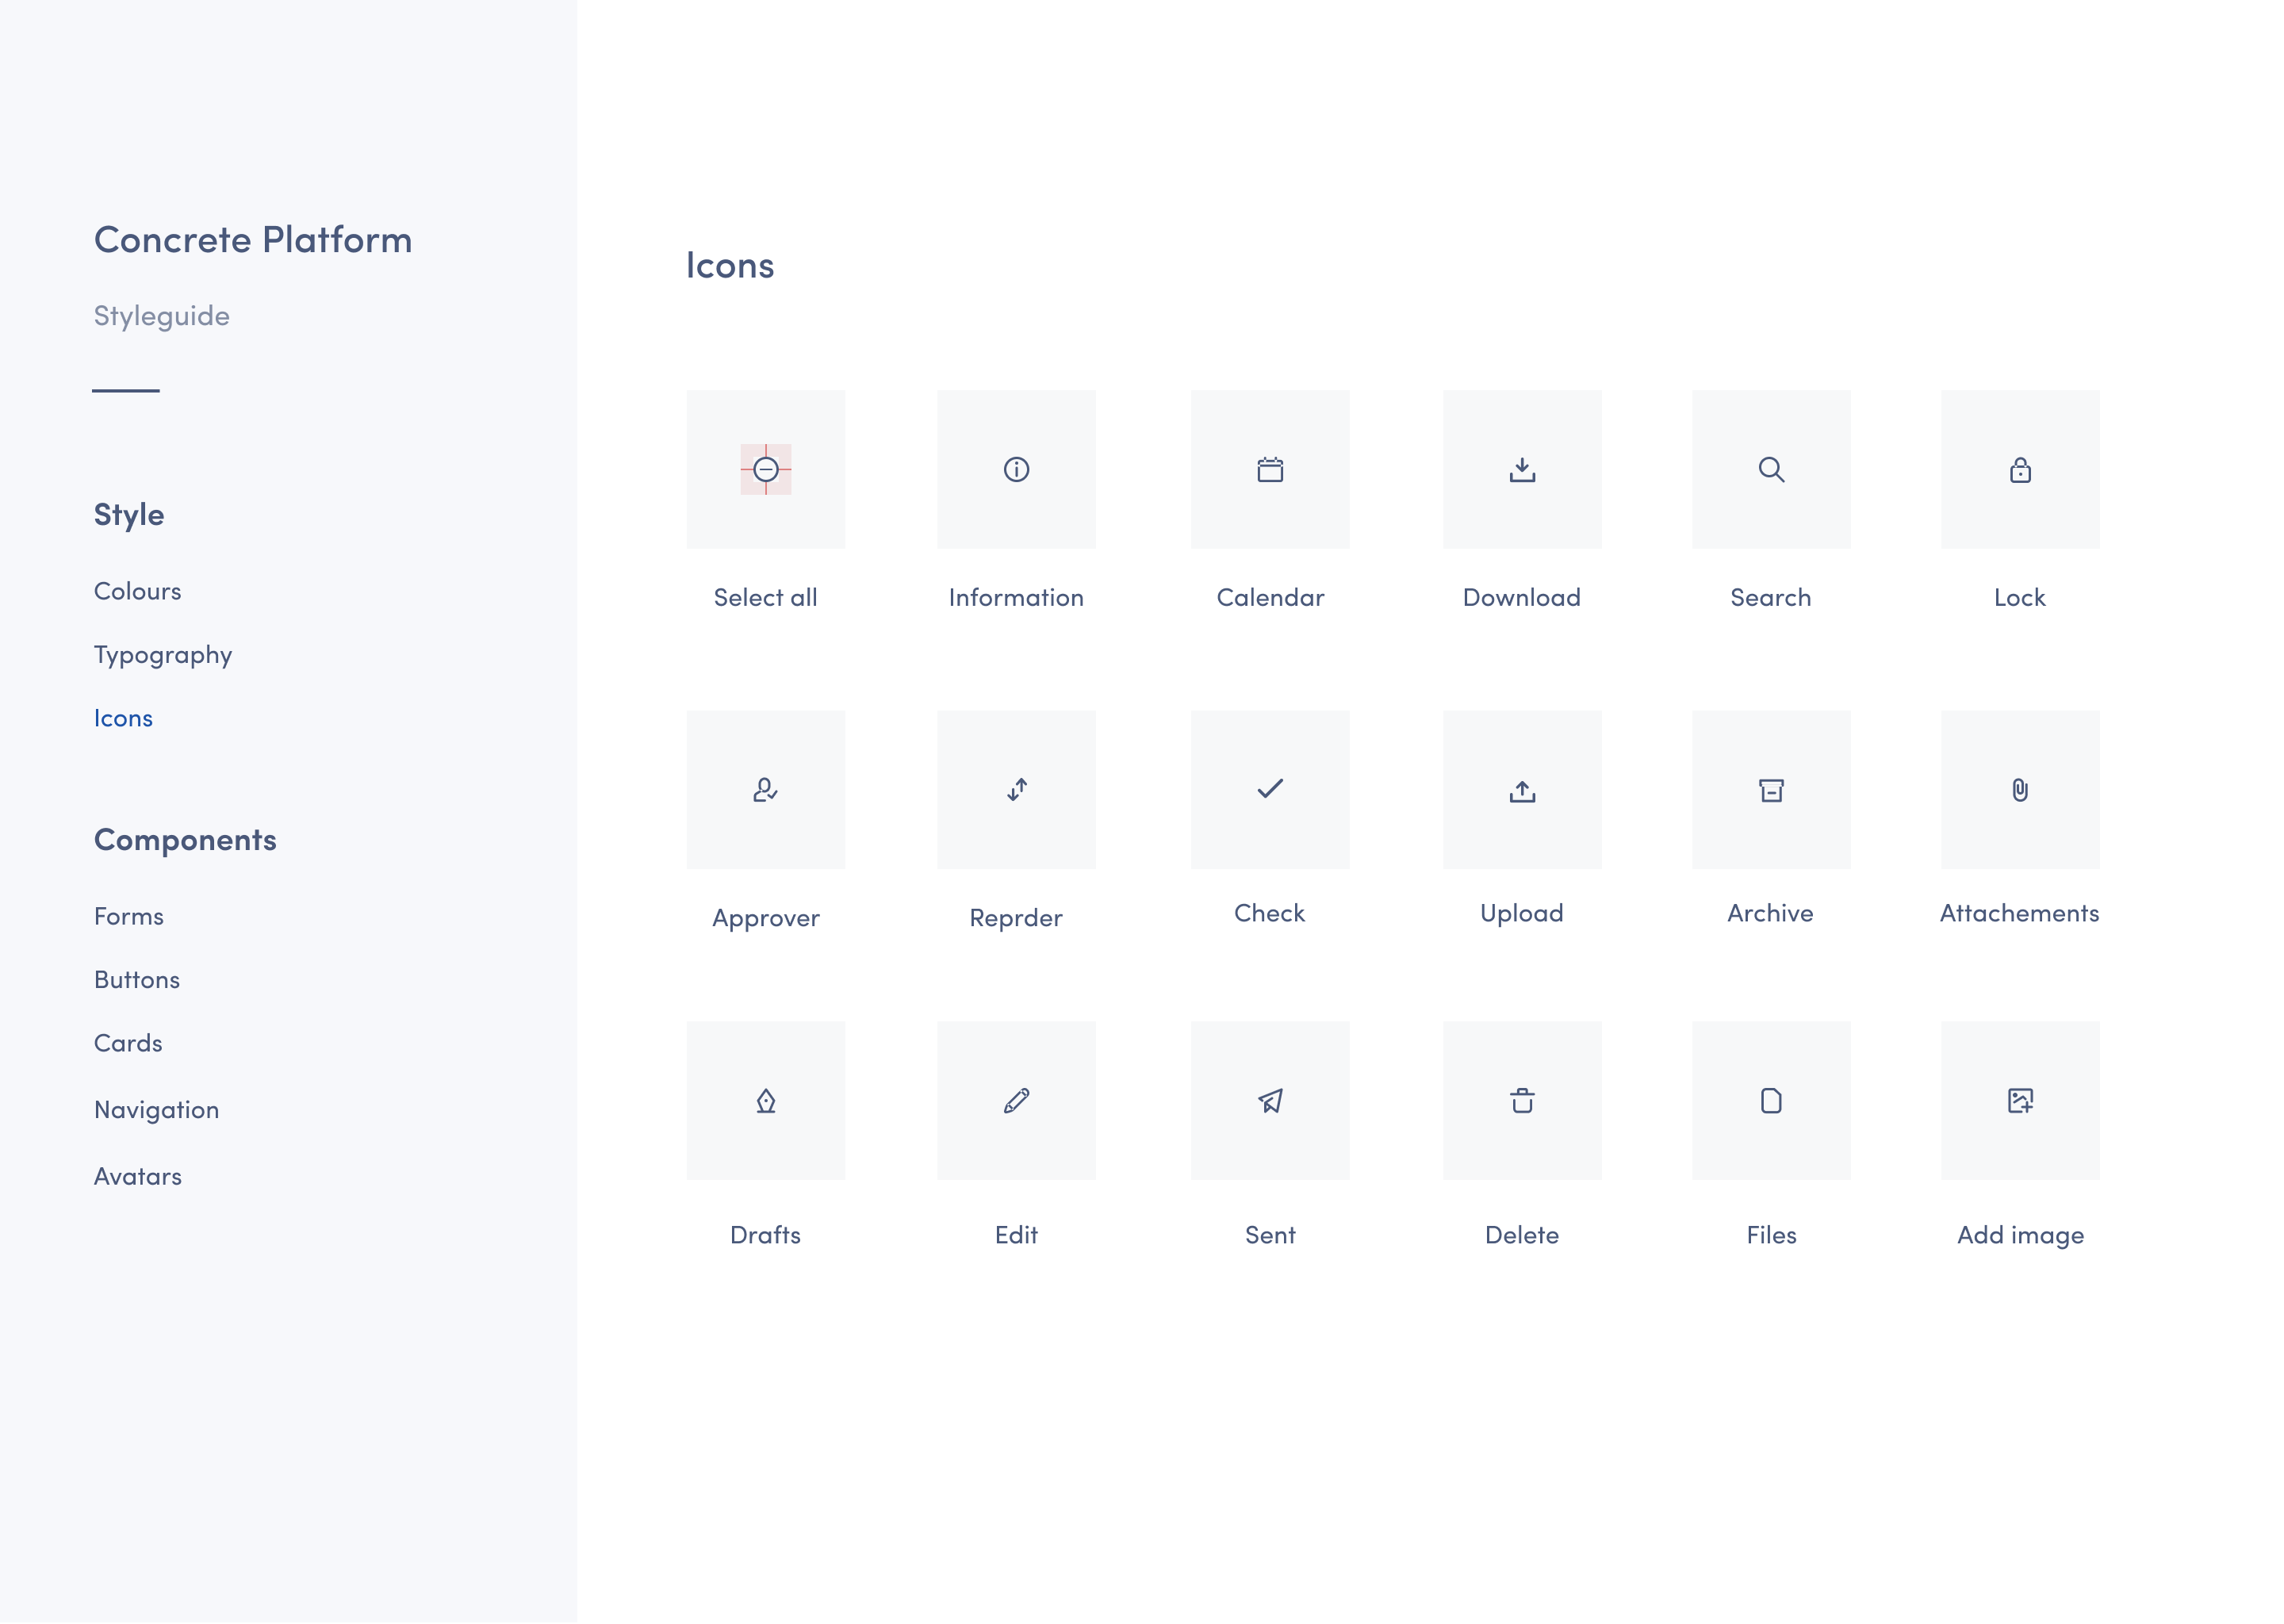 Concrete Platform
Styleguide
Style
Colours
Typography
Icons
Components
Forms
Buttons
Cards
Navigation
Avatars
Icons
Select all
Information
Calendar
Download
Search
Lock
Approver
Reprder
Check
Upload
Archive
Attachements
Drafts
Edit
Sent
Delete
Files
Add image